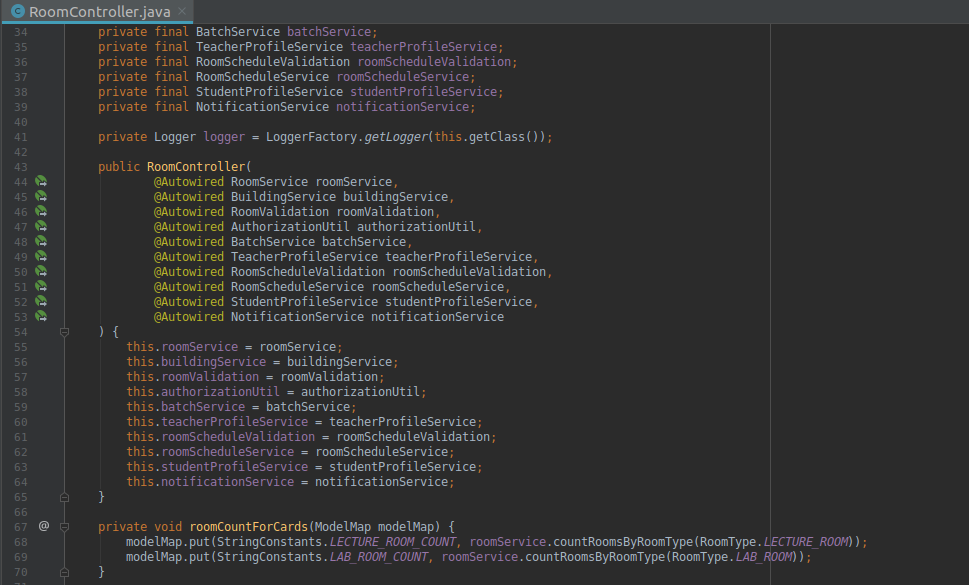 RoomController.java
34 private final BatchService batchService;
35 private final TeacherProfileService teacherProfileService;
36 private final RoomScheduleValidation roomScheduleValidation;
37 private final RoomScheduleService roomScheduleService;
38 private final StudentProfileService studentProfileService;
39 private final NotificationService notificationService;
40
41 private Logger logger = LoggerFactory.getLogger(this.getClass());
42
43 public RoomController(
44 @Autowired RoomService roomService,
45 @Autowired BuildingService buildingService,
46 @Autowired RoomValidation roomValidation,
47 @Autowired AuthorizationUtil authorizationUtil,
48 @Autowired BatchService batchService,
49 @Autowired TeacherProfileService teacherProfileService,
50 @Autowired RoomScheduleValidation roomScheduleValidation,
51 @Autowired RoomScheduleService roomScheduleService,
52 @Autowired StudentProfileService studentProfileService,
53 @Autowired NotificationService notificationService
54 ) {
55 this.roomService = roomService;
56 this.buildingService = buildingService;
57 this.roomValidation = roomValidation;
58 this.authorizationUtil = authorizationUtil;
59 this.batchService = batchService;
60 this.teacherProfileService = teacherProfileService;
61 this.roomScheduleValidation = roomScheduleValidation;
62 this.roomScheduleService = roomScheduleService;
63 this.studentProfileService = studentProfileService;
64 this.notificationService = notificationService;
65 }
66
67 @ private void roomCountForCards(ModelMap modelMap) {
68 modelMap.put(StringConstants.LECTURE_ROOM_COUNT, roomService.countRoomsByRoomType(RoomType.LECTURE_ROOM));
69 modelMap.put(StringConstants.LAB_ROOM_COUNT, roomService.countRoomsByRoomType(RoomType.LAB_ROOM));
70 }